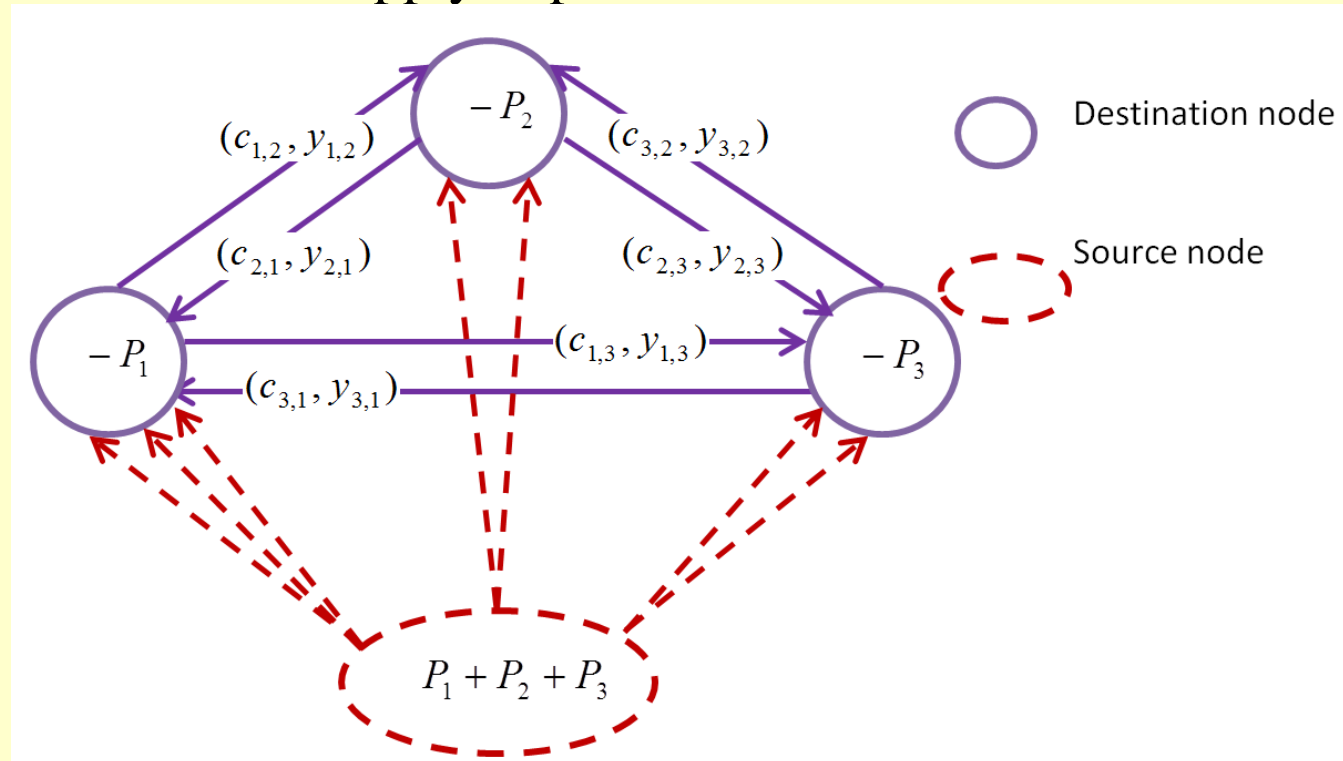 − P₂
(c₁,₂, y₁,₂)
(c₃,₂, y₃,₂)
Destination node
(c₂,₁, y₂,₁)
(c₂,₃, y₂,₃)
Source node
− P₁
(c₁,₃, y₁,₃)
− P₃
(c₃,₁, y₃,₁)
P₁ + P₂ + P₃